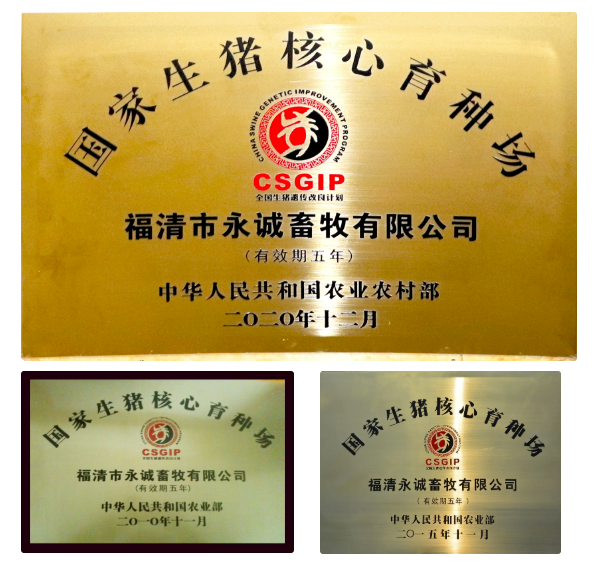 国家生猪核心育种场
CHINA SWINE GENETIC IMPROVEMENT PROGRAM
CSGIP
全国生猪遗传改良计划
福清市永诚畜牧有限公司
(有效期五年)
中华人民共和国农业农村部
二〇二〇年十二月
国家生猪核心育种场
CSGIP
福清市永诚畜牧有限公司
(有效期五年)
中华人民共和国农业部
二〇一〇年十一月
国家生猪核心育种场
CSGIP
福清永诚畜牧有限公司
(有效期五年)
中华人民共和国农业部
二〇一五年十一月